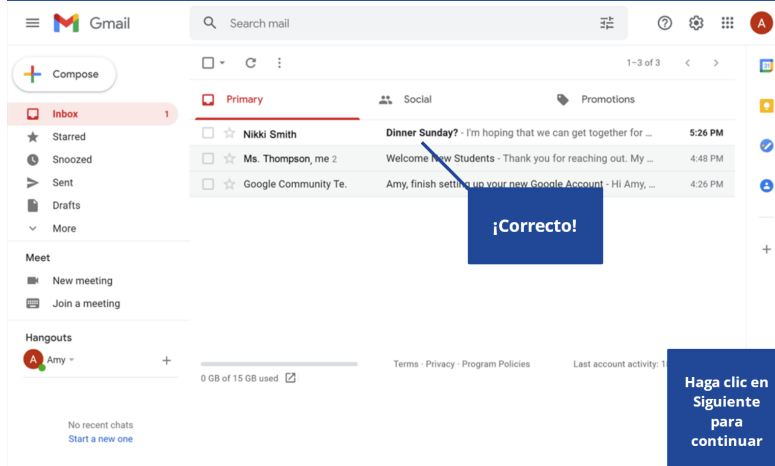 Gmail
Search mail
A
Compose
1–3 of 3
Primary
Social
Promotions
Inbox 1
Starred
Snoozed
Sent
Drafts
More
Nikki Smith Dinner Sunday? - I'm hoping that we can get together for ... 5:26 PM
Ms. Thompson, me 2 Welcome New Students - Thank you for reaching out. My ... 4:48 PM
Google Community Te. Amy, finish setting up your new Google Account - Hi Amy, ... 4:26 PM
¡Correcto!
Meet
New meeting
Join a meeting
Hangouts
A Amy
No recent chats
Start a new one
0 GB of 15 GB used
Terms · Privacy · Program Policies
Last account activity:
Haga clic en
Siguiente
para
continuar